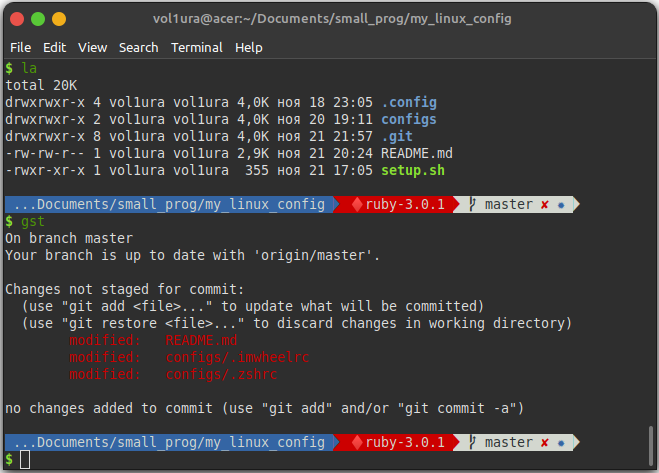 vol1ura@acer:~/Documents/small_prog/my_linux_config
File Edit View Search Terminal Help
$ la
total 20K
drwxrwxr-x 4 vol1ura vol1ura 4,0K ноя 18 23:05 .config
drwxrwxr-x 2 vol1ura vol1ura 4,0K ноя 20 19:11 configs
drwxrwxr-x 8 vol1ura vol1ura 4,0K ноя 21 21:57 .git
-rw-rw-r-- 1 vol1ura vol1ura 2,9K ноя 21 20:24 README.md
-rwxr-xr-x 1 vol1ura vol1ura  355 ноя 21 17:05 setup.sh
...Documents/small_prog/my_linux_config ruby-3.0.1 master ✘
$ gst
On branch master
Your branch is up to date with 'origin/master'.
Changes not staged for commit:
  (use "git add <file>..." to update what will be committed)
  (use "git restore <file>..." to discard changes in working directory)
        modified:   README.md
        modified:   configs/.imwheelrc
        modified:   configs/.zshrc
no changes added to commit (use "git add" and/or "git commit -a")
...Documents/small_prog/my_linux_config ruby-3.0.1 master ✘
$